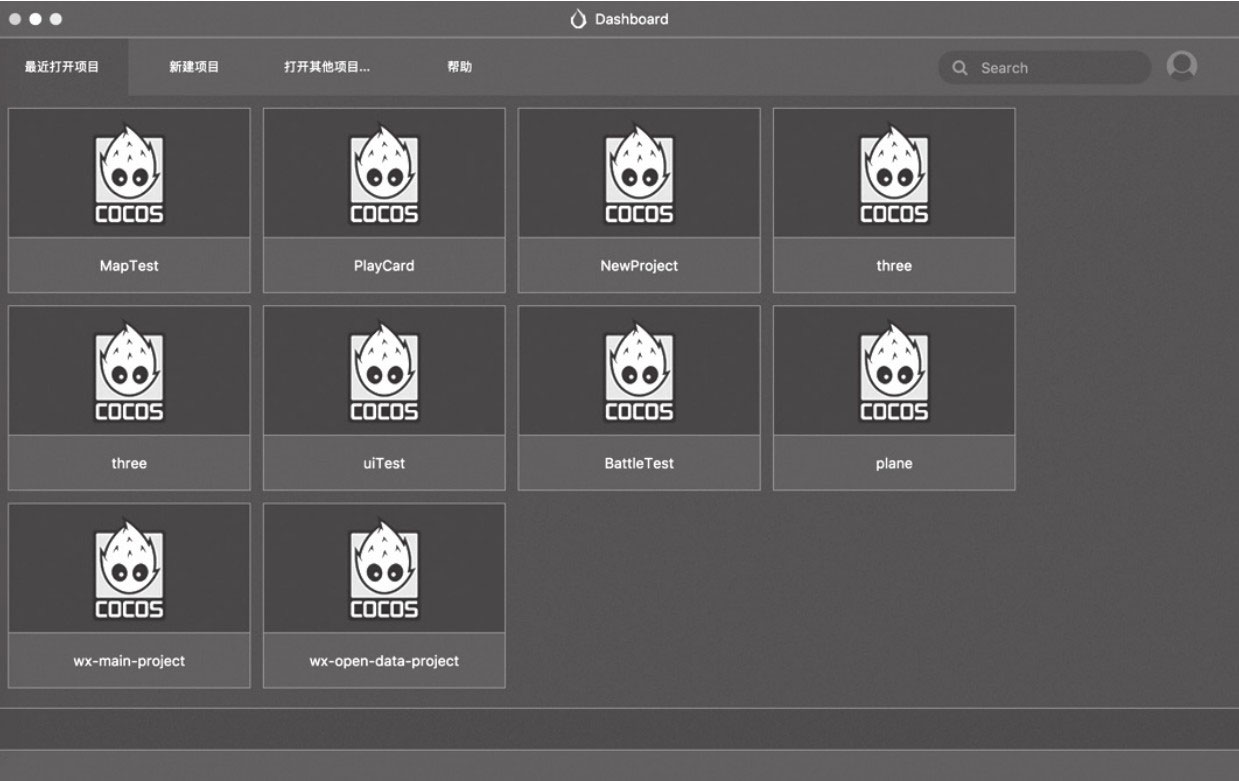 Dashboard
最近打开项目 新建项目 打开其他项目... 帮助 Search
COCOS COCOS COCOS COCOS
MapTest PlayCard NewProject three
COCOS COCOS COCOS COCOS
three uiTest BattleTest plane
COCOS COCOS
wx-main-project wx-open-data-project